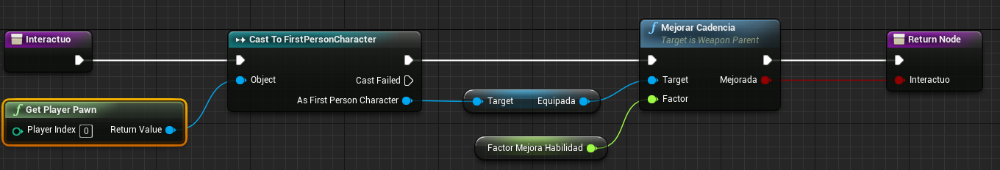 Interactuo
Cast To FirstPersonCharacter
Object
Cast Failed
As First Person Character
Get Player Pawn
Player Index 0 Return Value
Target Equipada
Factor Mejora Habilidad
Mejorar Cadencia
Target is Weapon Parent
Target Mejorada
Factor
Return Node
Interactuo